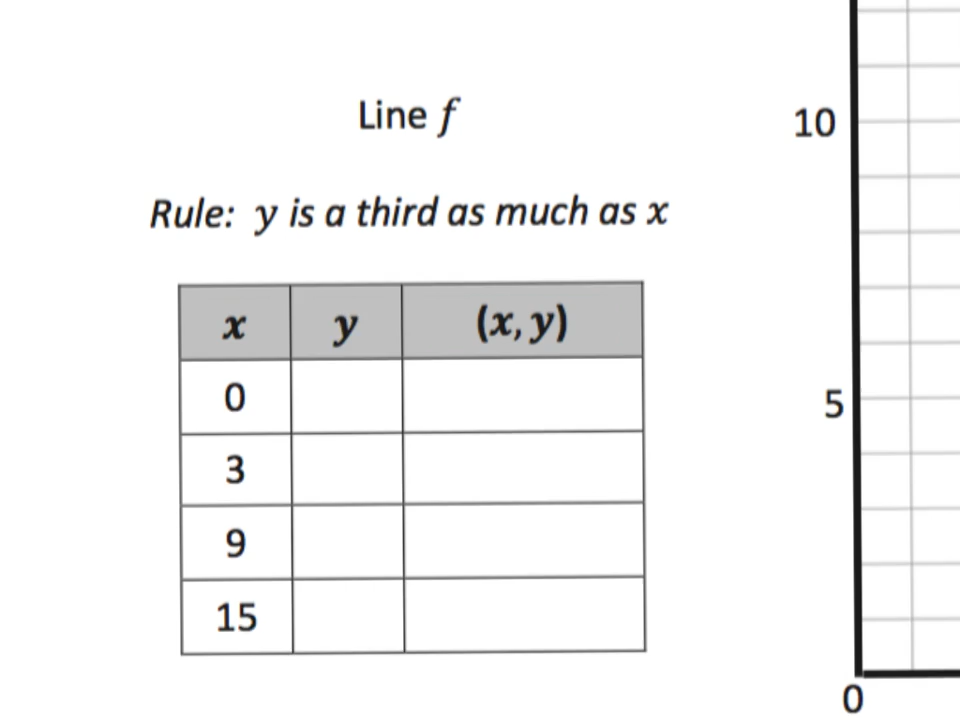 Line f
Rule: y is a third as much as x
x y (x, y)
0
3
9
15
10
5
0